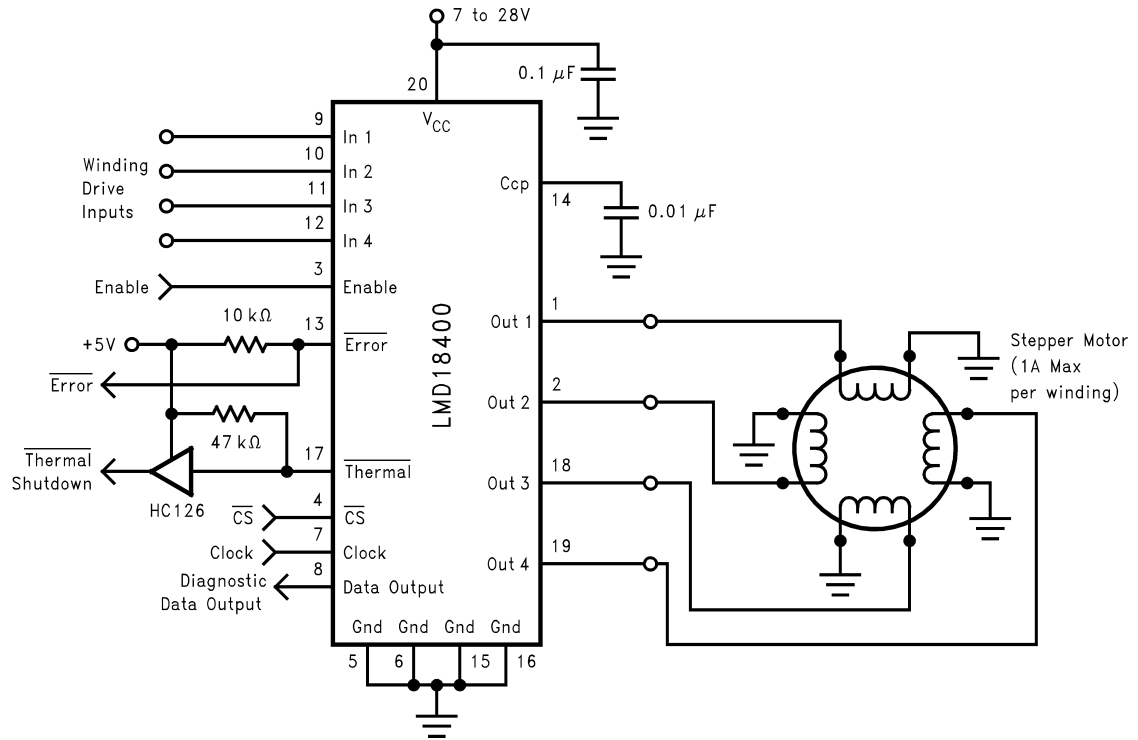 7 to 28V
0.1 μF
20
V_CC
9
In 1
10
In 2
Winding
Drive
Inputs
11
In 3
12
In 4
Ccp
14
0.01 μF
3
Enable
Enable
10 kΩ
13
+5V
Error
Error
47 kΩ
17
Thermal
Shutdown
Thermal
HC126
4
CS
CS
7
Clock
Clock
8
Diagnostic
Data Output
Data Output
LMD18400
1
Out 1
2
Out 2
18
Out 3
19
Out 4
Stepper Motor
(1A Max
per winding)
Gnd Gnd Gnd Gnd
5 6 15 16